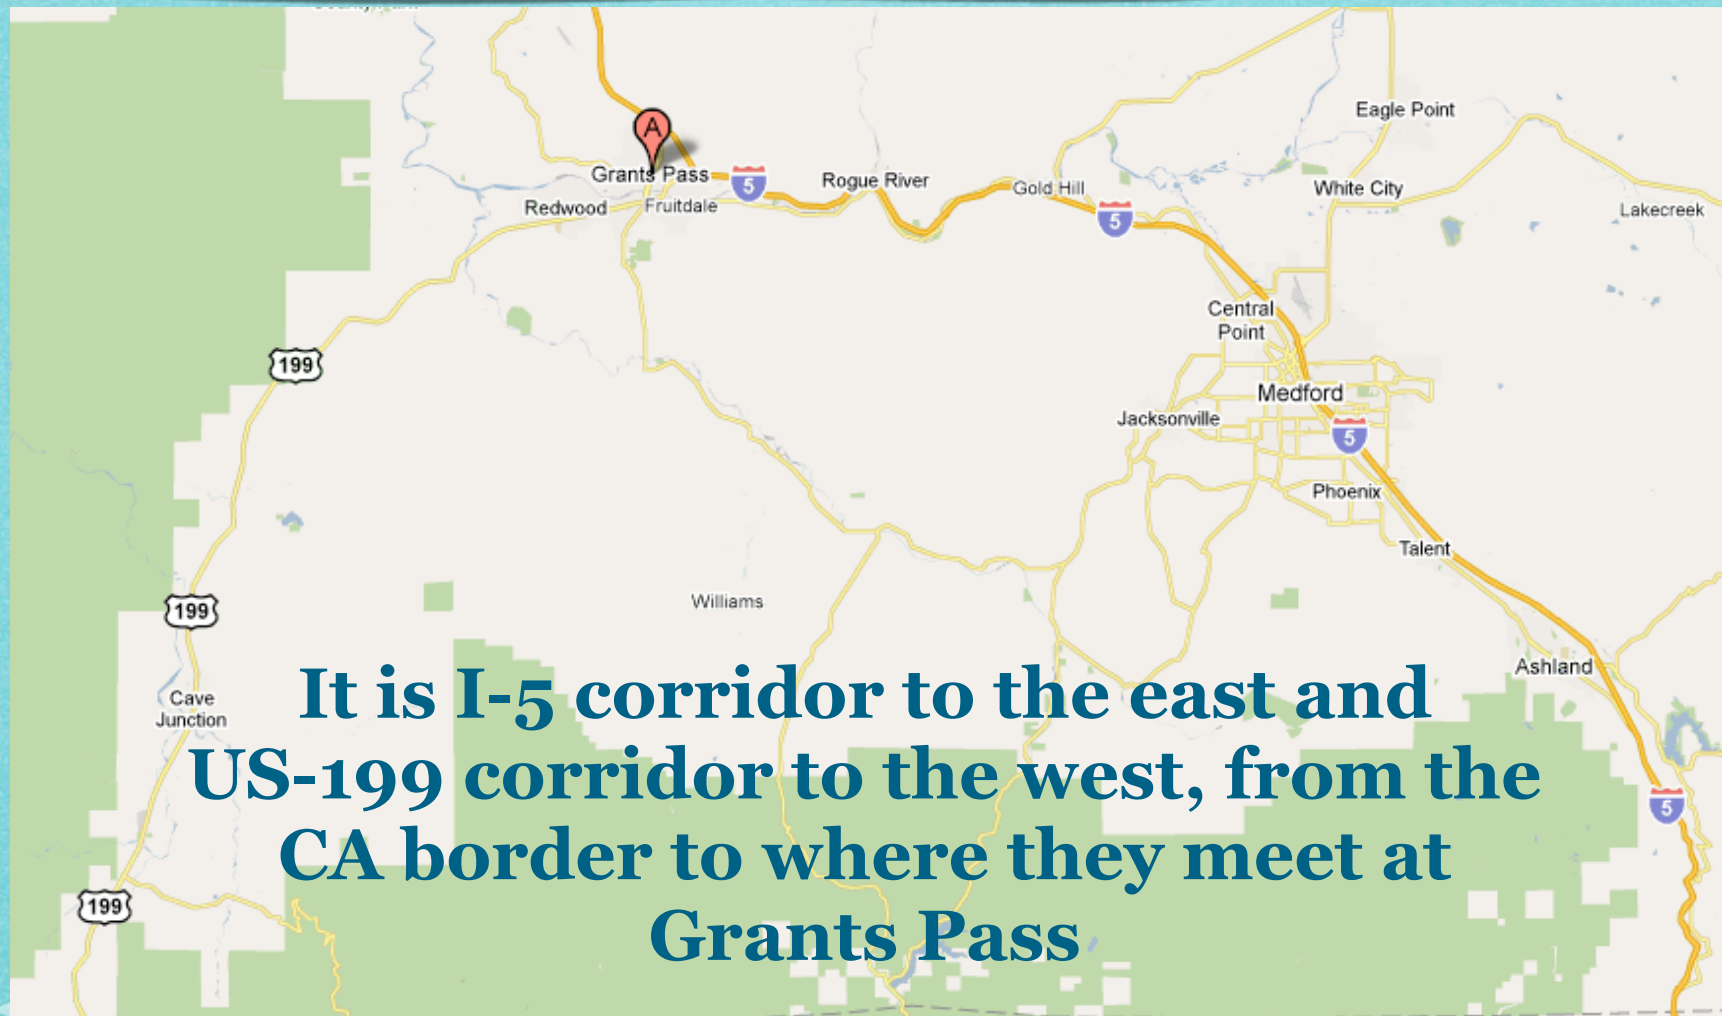 A
Eagle Point
Grants Pass
5
Rogue River
Gold Hill
White City
Redwood
Fruitdale
5
Lakecreek
Central
Point
199
Medford
Jacksonville
5
Phoenix
Talent
199
Williams
Ashland
Cave
Junction
It is I-5 corridor to the east and
US-199 corridor to the west, from the
CA border to where they meet at
Grants Pass
5
199